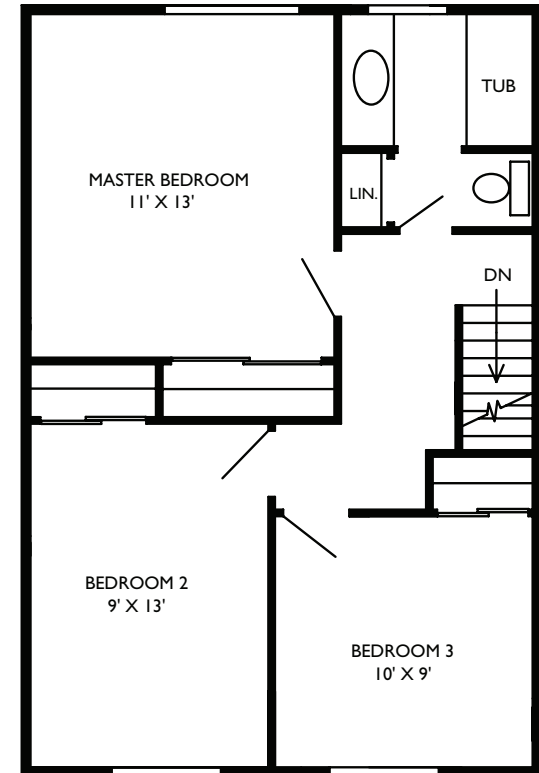 TUB
MASTER BEDROOM
11' X 13'
LIN.
DN
BEDROOM 2
9' X 13'
BEDROOM 3
10' X 9'